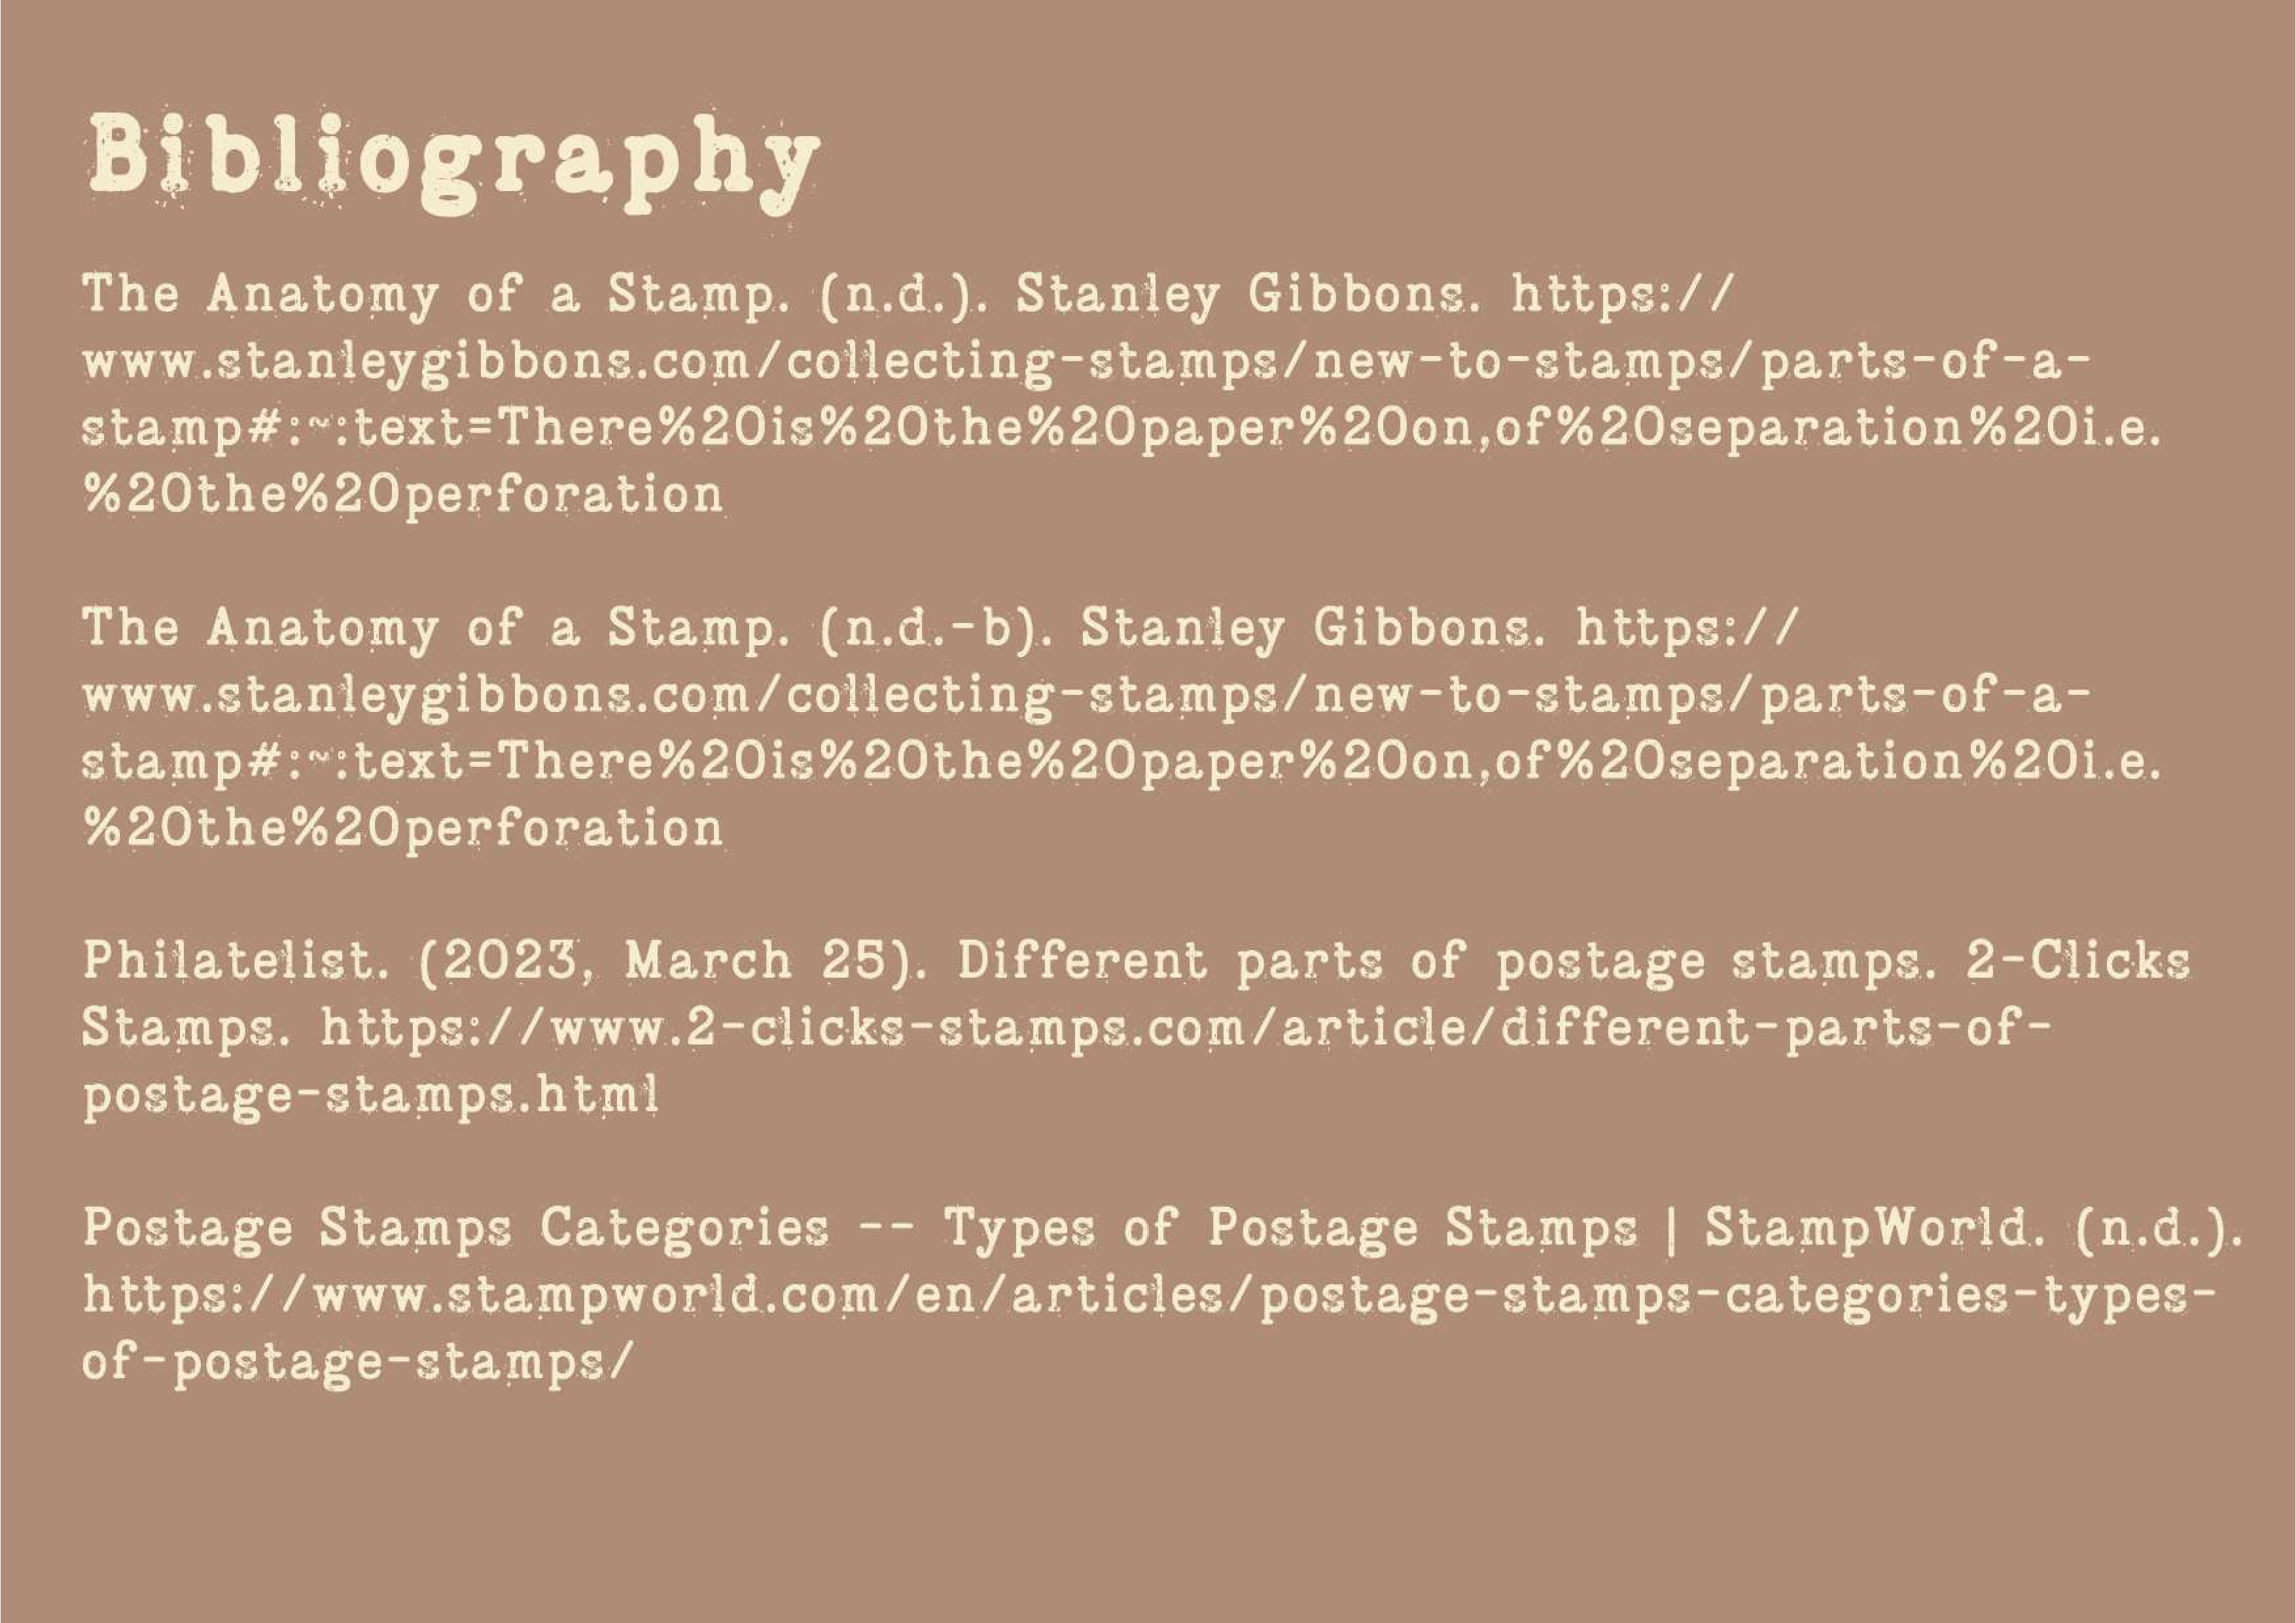 Bibliography
The Anatomy of a Stamp. (n.d.). Stanley Gibbons. https://
www.stanleygibbons.com/collecting-stamps/new-to-stamps/parts-of-a-
stamp#:~:text=There%20is%20the%20paper%20on,of%20separation%20i.e.
%20the%20perforation
The Anatomy of a Stamp. (n.d.-b). Stanley Gibbons. https://
www.stanleygibbons.com/collecting-stamps/new-to-stamps/parts-of-a-
stamp#:~:text=There%20is%20the%20paper%20on,of%20separation%20i.e.
%20the%20perforation
Philatelist. (2023, March 25). Different parts of postage stamps. 2-Clicks
Stamps. https://www.2-clicks-stamps.com/article/different-parts-of-
postage-stamps.html
Postage Stamps Categories -- Types of Postage Stamps | StampWorld. (n.d.).
https://www.stampworld.com/en/articles/postage-stamps-categories-types-
of-postage-stamps/